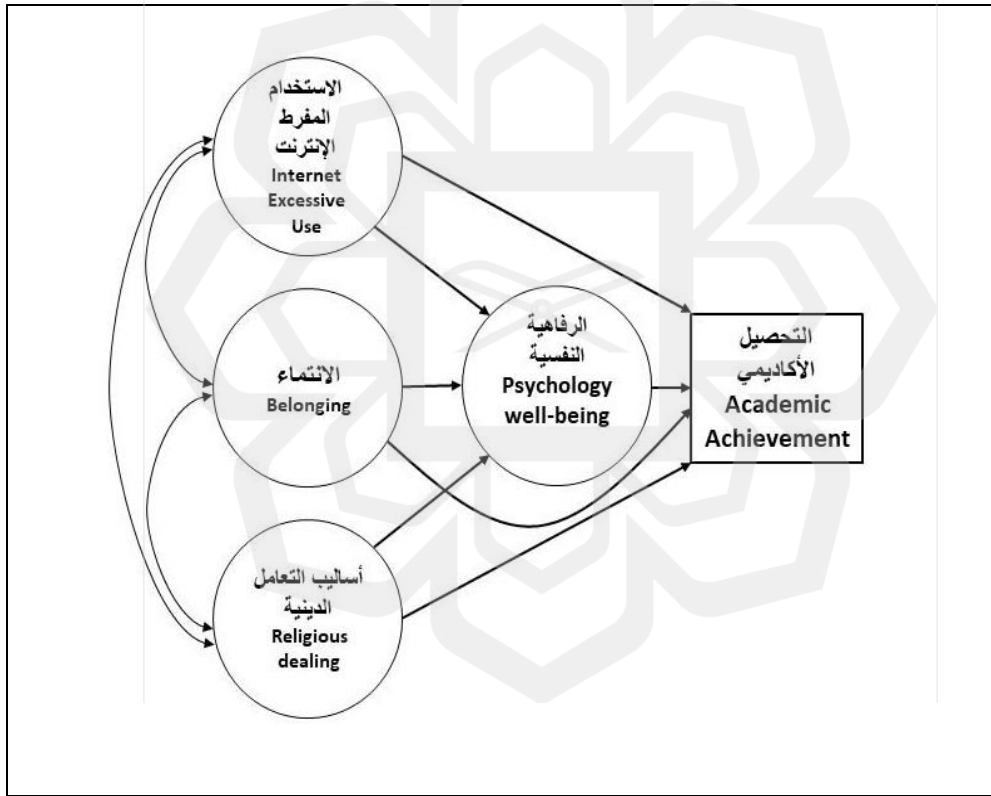 الاستخدام
المفرط
الإنترنت
Internet
Excessive
Use
الانتماء
Belonging
أساليب التعامل
الدينية
Religious
dealing
الرفاهية
النفسية
Psychology
well-being
التحصيل
الأكاديمي
Academic
Achievement